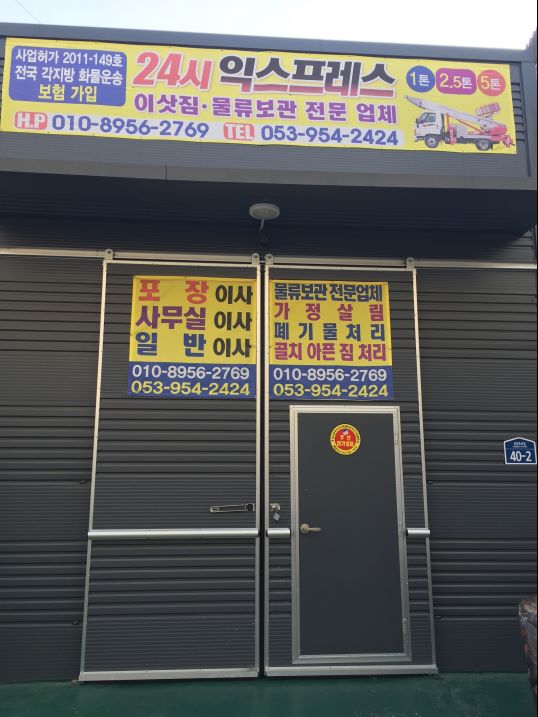 사업허가 2011-149호
전국 각지방 화물운송
보험 가입
24시 익스프레스
1톤 2.5톤 5톤
이삿짐·물류보관 전문 업체
H.P 010-8956-2769 TEL 053-954-2424
포장이사
사무실이사
일반이사
010-8956-2769
053-954-2424
물류보관전문업체
가정살림
폐기물처리
골치 아픈 짐 처리
010-8956-2769
053-954-2424
허가업체
40-2